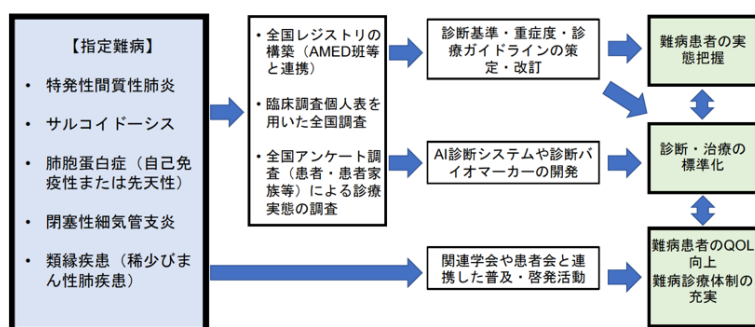 【指定難病】
• 特発性間質性肺炎
• サルコイドーシス
• 肺胞蛋白症（自己免
疫性または先天性）
• 閉塞性細気管支炎
• 類縁疾患（稀少びま
ん性肺疾患）
• 全国レジストリの
構築（AMED班等
と連携）
• 臨床調査個人表を
用いた全国調査
• 全国アンケート調
査（患者・患者家
族等）による診療
実態の調査
診断基準・重症度・診
療ガイドラインの策
定・改訂
AI診断システムや診断バ
イオマーカーの開発
関連学会や患者会と連
携した普及・啓発活動
難病患者の実
態把握
診断・治療の
標準化
難病患者のQOL
向上
難病診療体制の
充実